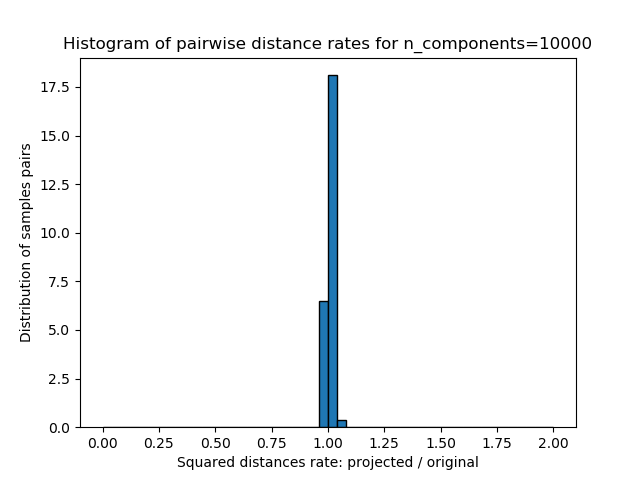 Histogram of pairwise distance rates for n_components=10000
Distribution of samples pairs
17.5
15.0
12.5
10.0
7.5
5.0
2.5
0.0
0.00 0.25 0.50 0.75 1.00 1.25 1.50 1.75 2.00
Squared distances rate: projected / original